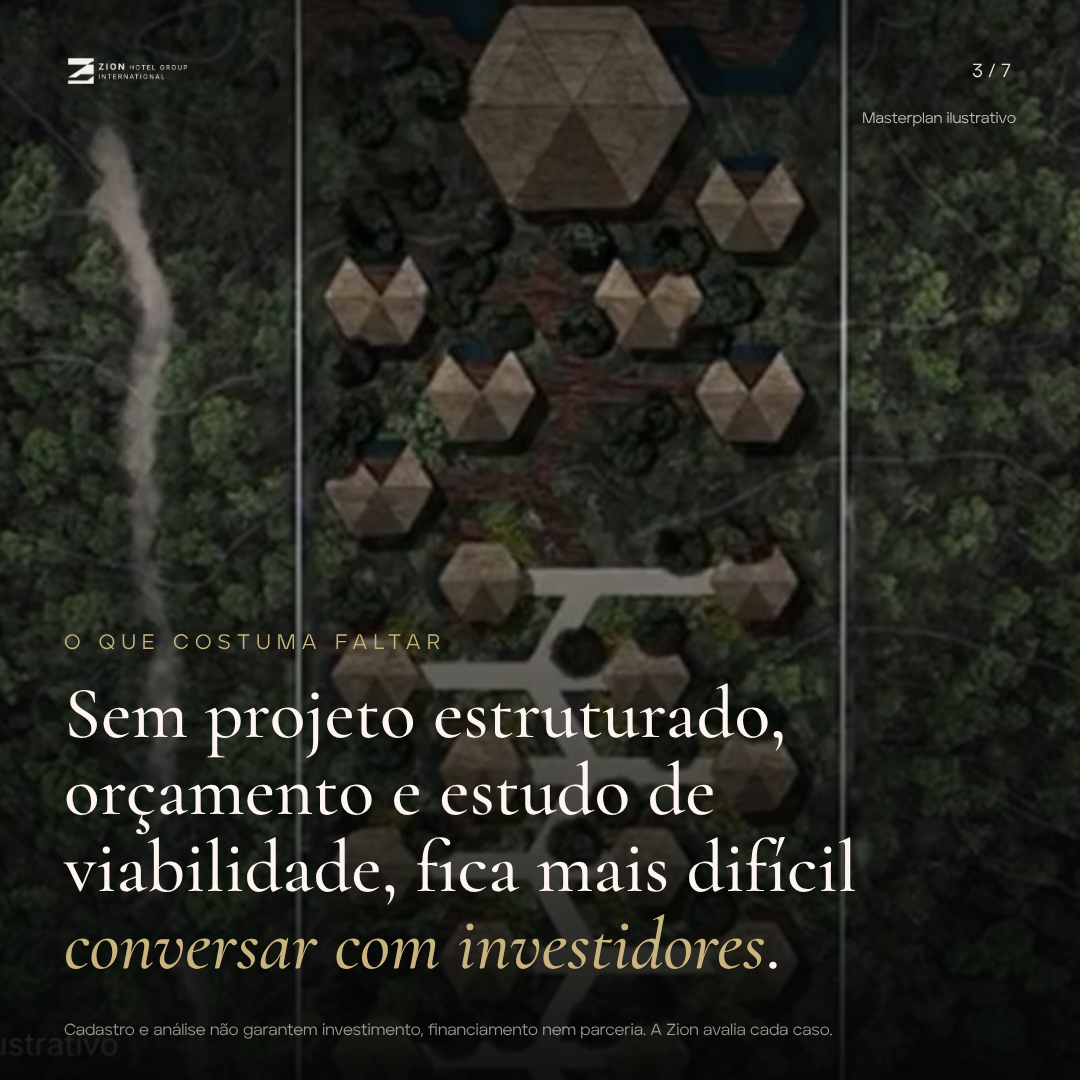 ZION HOTEL GROUP
INTERNATIONAL
3 / 7
Masterplan ilustrativo
O QUE COSTUMA FALTAR
Sem projeto estruturado,
orçamento e estudo de
viabilidade, fica mais difícil
conversar com investidores.
Cadastro e análise não garantem investimento, financiamento nem parceria. A Zion avalia cada caso.
ustrativo